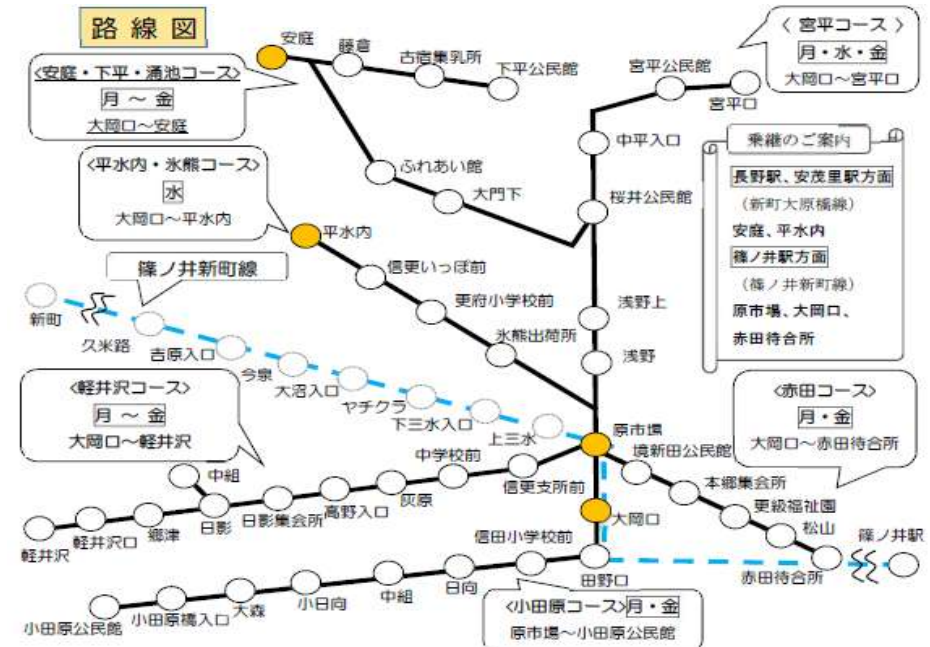 路線図
安庭
藤倉
古宿集乳所
下平公民館
〈安庭・下平・涌池コース〉
月 ~ 金
大岡口~安庭
〈 宮平コース 〉
月・水・金
大岡口~宮平口
宮平公民館
宮平口
中平入口
桜井公民館
ふれあい館
大門下
〈平水内・氷熊コース〉
水
大岡口~平水内
平水内
信更いっぽ前
更府小学校前
氷熊出荷所
乗継のご案内
長野駅、安茂里駅方面
(新町大原橋線)
安庭、平水内
篠ノ井駅方面
(篠ノ井新町線)
原市場、大岡口、
赤田待合所
浅野上
浅野
篠ノ井新町線
新町
久米路
吉原入口
今泉
大沼入口
ヤチクラ
下三水入口
上三水
原市場
〈軽井沢コース〉
月 ~ 金
大岡口~軽井沢
〈赤田コース〉
月・金
大岡口~赤田待合所
境新田公民館
本郷集会所
更級福祉園
松山
赤田待合所
篠ノ井駅
中学校前
信更支所前
灰原
高野入口
日影集会所
日影
中組
郷津
軽井沢口
軽井沢
大岡口
田野口
信田小学校前
日向
中組
小日向
大森
小田原橋入口
小田原公民館
〈小田原コース〉月・金
原市場~小田原公民館